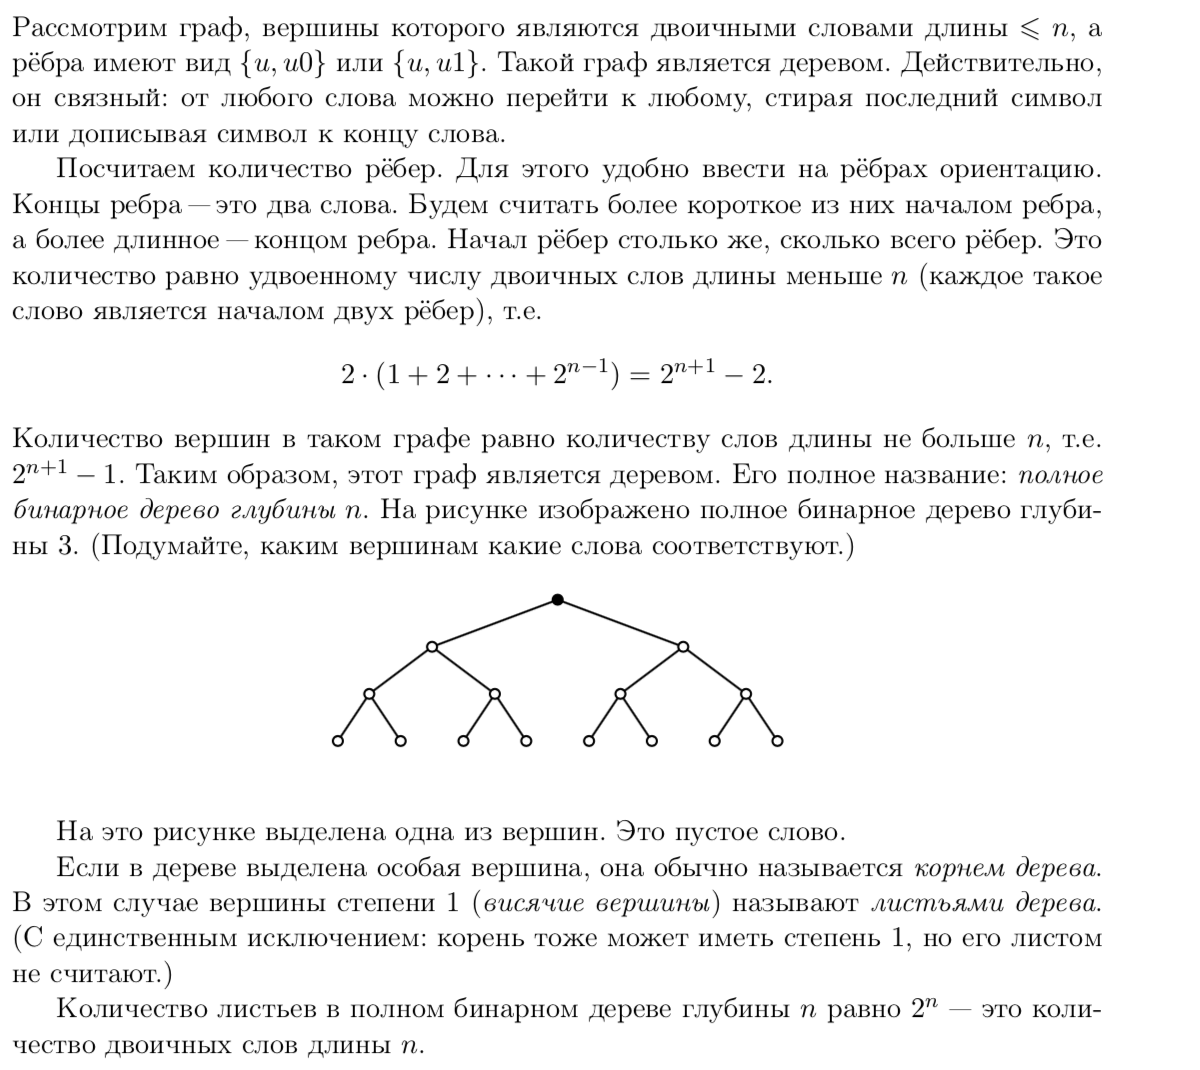 Рассмотрим граф, вершины которого являются двоичными словами длины ⩽ n, а
рёбра имеют вид {u, u0} или {u, u1}. Такой граф является деревом. Действительно,
он связный: от любого слова можно перейти к любому, стирая последний символ
или дописывая символ к концу слова.
Посчитаем количество рёбер. Для этого удобно ввести на рёбрах ориентацию.
Концы ребра — это два слова. Будем считать более короткое из них началом ребра,
а более длинное — концом ребра. Начал рёбер столько же, сколько всего рёбер. Это
количество равно удвоенному числу двоичных слов длины меньше n (каждое такое
слово является началом двух рёбер), т.е.
2 · (1 + 2 + · · · + 2^{n−1}) = 2^{n+1} − 2.
Количество вершин в таком графе равно количеству слов длины не больше n, т.е.
2^{n+1} − 1. Таким образом, этот граф является деревом. Его полное название: полное
бинарное дерево глубины n. На рисунке изображено полное бинарное дерево глуби-
ны 3. (Подумайте, каким вершинам какие слова соответствуют.)
На это рисунке выделена одна из вершин. Это пустое слово.
Если в дереве выделена особая вершина, она обычно называется корнем дерева.
В этом случае вершины степени 1 (висячие вершины) называют листьями дерева.
(С единственным исключением: корень тоже может иметь степень 1, но его листом
не считают.)
Количество листьев в полном бинарном дереве глубины n равно 2^n — это коли-
чество двоичных слов длины n.